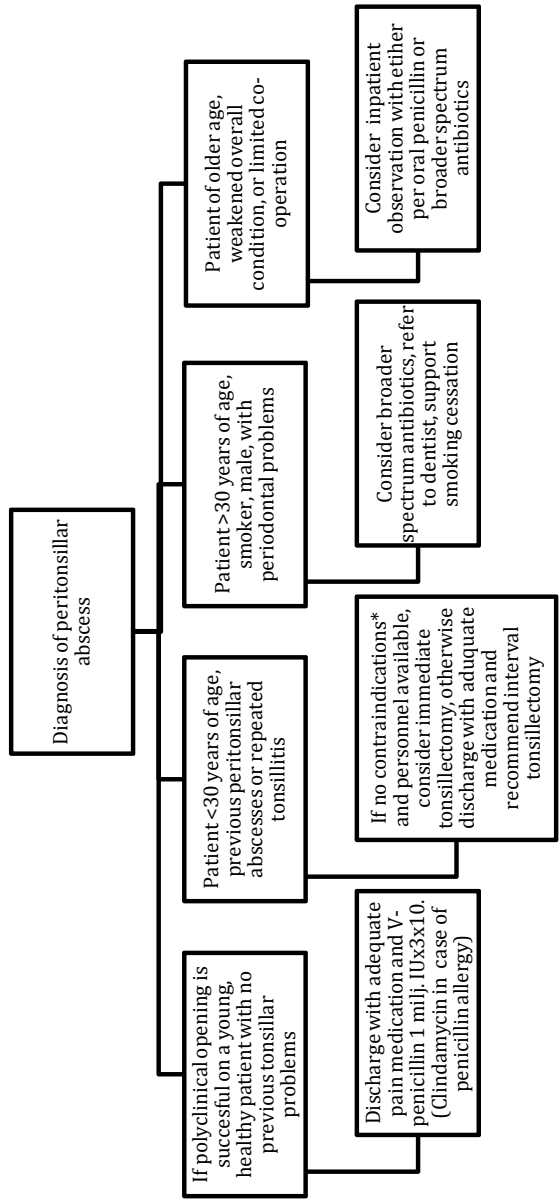 Diagnosis of peritonsillar
abscess
If polyclinical opening is
succesful on a young,
healthy patient with no
previous tonsillar
problems
Discharge with adequate
pain medication and V-
penicillin 1 milj. IUx3x10.
(Clindamycin in case of
penicillin allergy)
Patient <30 years of age,
previous peritonsillar
abscesses or repeated
tonsillitis
If no contraindications*
and personnel available,
consider immediate
tonsillectomy, otherwise
discharge with aduquate
medication and
recommend interval
tonsillectomy
Patient >30 years of age,
smoker, male, with
periodontal problems
Consider broader
spectrum antibiotics, refer
to dentist, support
smoking cessation
Patient of older age,
weakened overall
condition, or limited co-
operation
Consider inpatient
observation with etiher
per oral penicillin or
broader spectrum
antibiotics